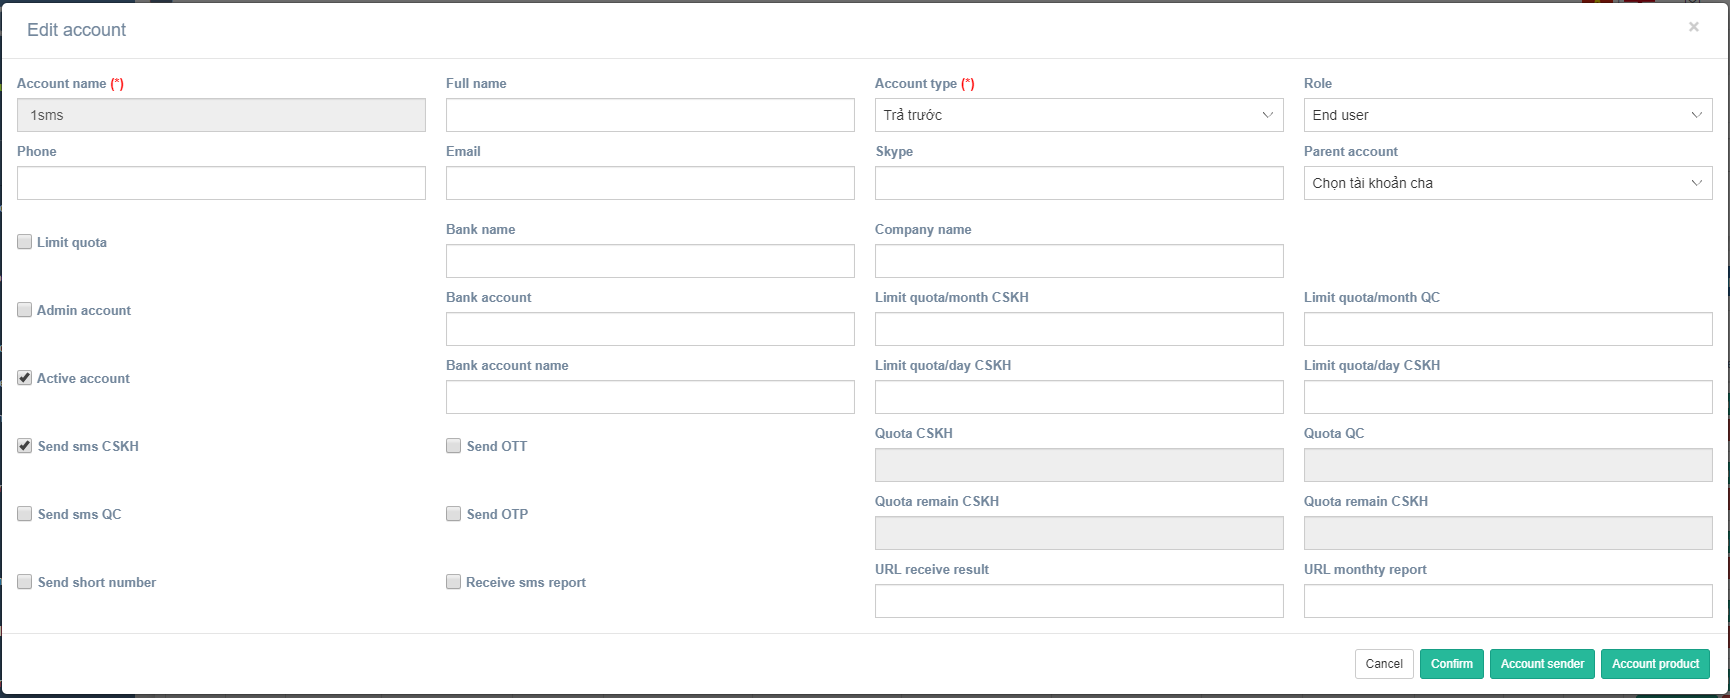 Edit account
×
Account name (*) Full name Account type (*) Role
1sms Trả trước End user
Phone Email Skype Parent account
Chọn tài khoản cha
Limit quota Bank name Company name
Admin account Bank account Limit quota/month CSKH Limit quota/month QC
Active account Bank account name Limit quota/day CSKH Limit quota/day CSKH
Send sms CSKH Send OTT Quota CSKH Quota QC
Send sms QC Send OTP Quota remain CSKH Quota remain CSKH
Send short number Receive sms report URL receive result URL monthty report
Cancel Confirm Account sender Account product